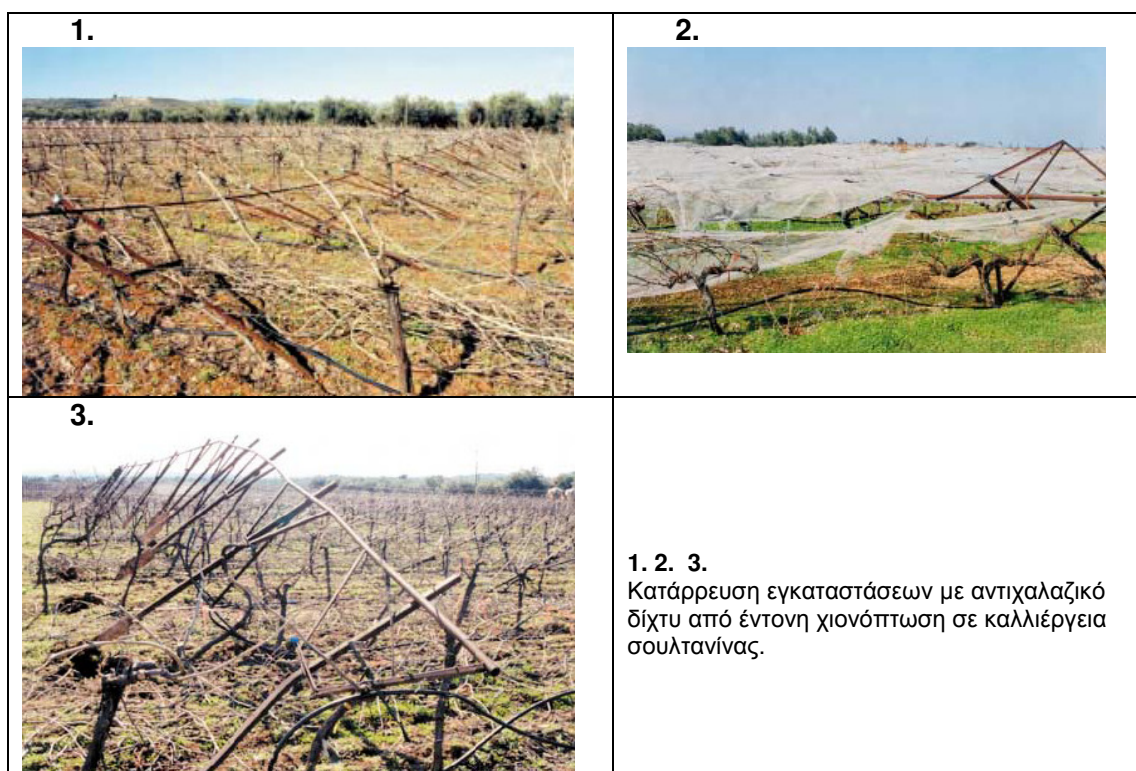 1.
2.
3.
1. 2. 3.
Κατάρρευση εγκαταστάσεων με αντιχαλαζικό
δίχτυ από έντονη χιονόπτωση σε καλλιέργεια
σουλτανίνας.